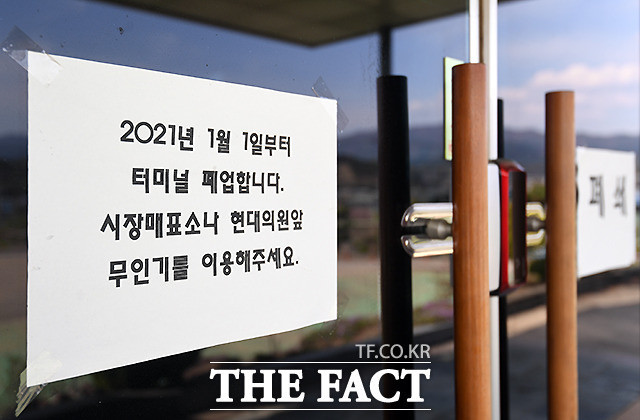 2021년 1월 1일부터
터미널 폐업합니다.
시장매표소나 현대의원앞
무인기를 이용해주세요.
폐 쇄
TF.CO.KR
THE FACT